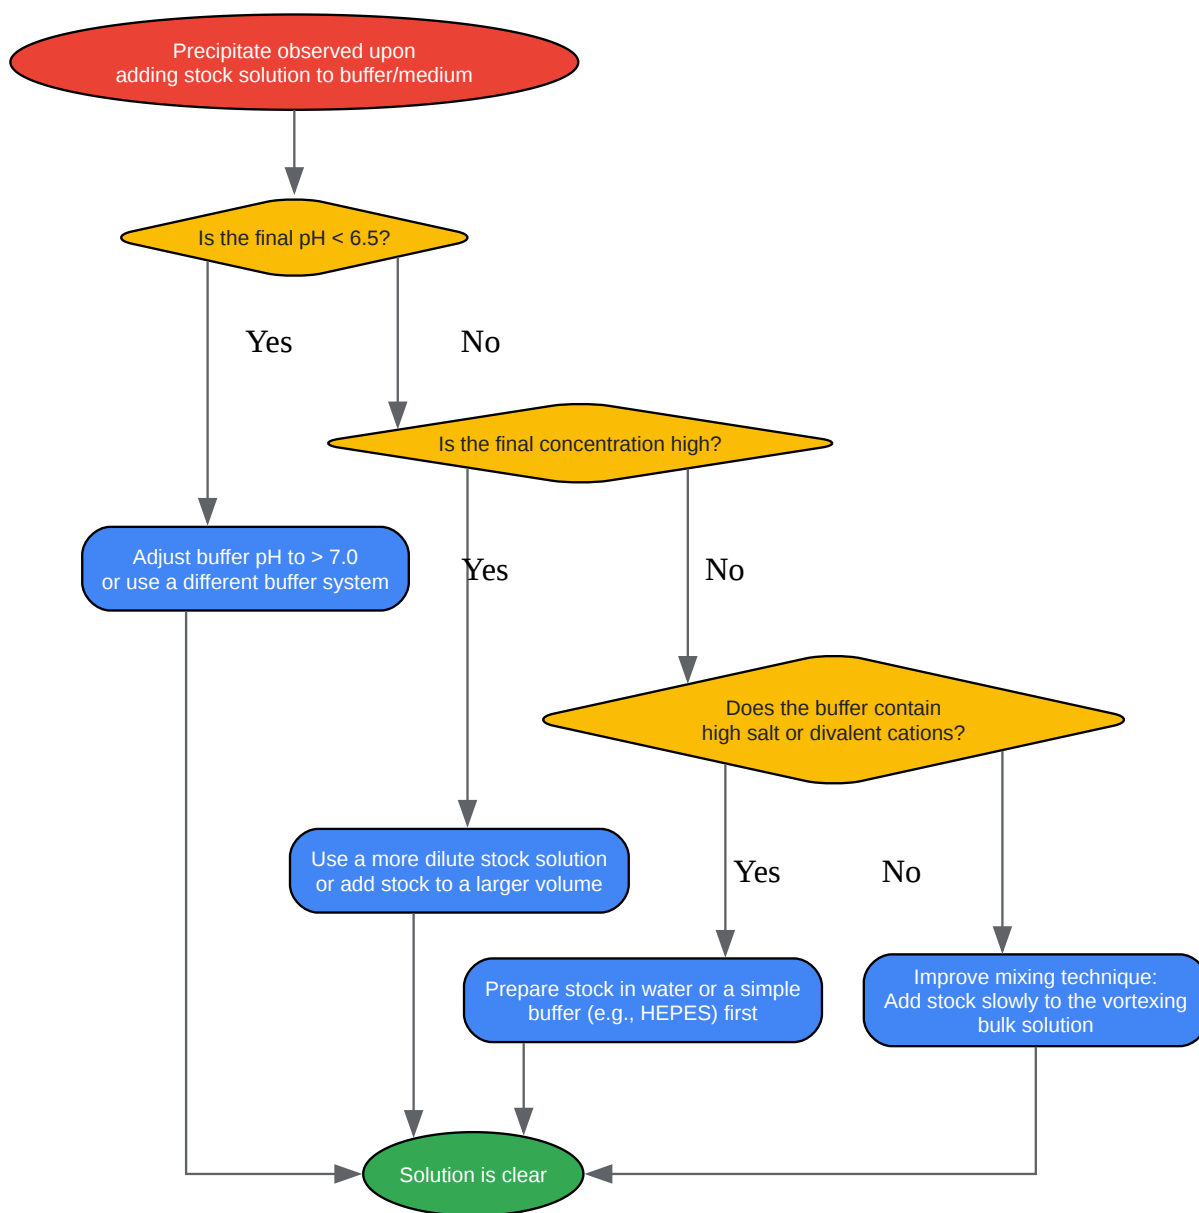 Precipitate observed upon
adding stock solution to buffer/medium
Is the final pH < 6.5?
Yes
No
Is the final concentration high?
Adjust buffer pH to > 7.0
or use a different buffer system
Yes
No
Does the buffer contain
high salt or divalent cations?
Use a more dilute stock solution
or add stock to a larger volume
Yes
No
Prepare stock in water or a simple
buffer (e.g., HEPES) first
Improve mixing technique:
Add stock slowly to the vortexing
bulk solution
Solution is clear